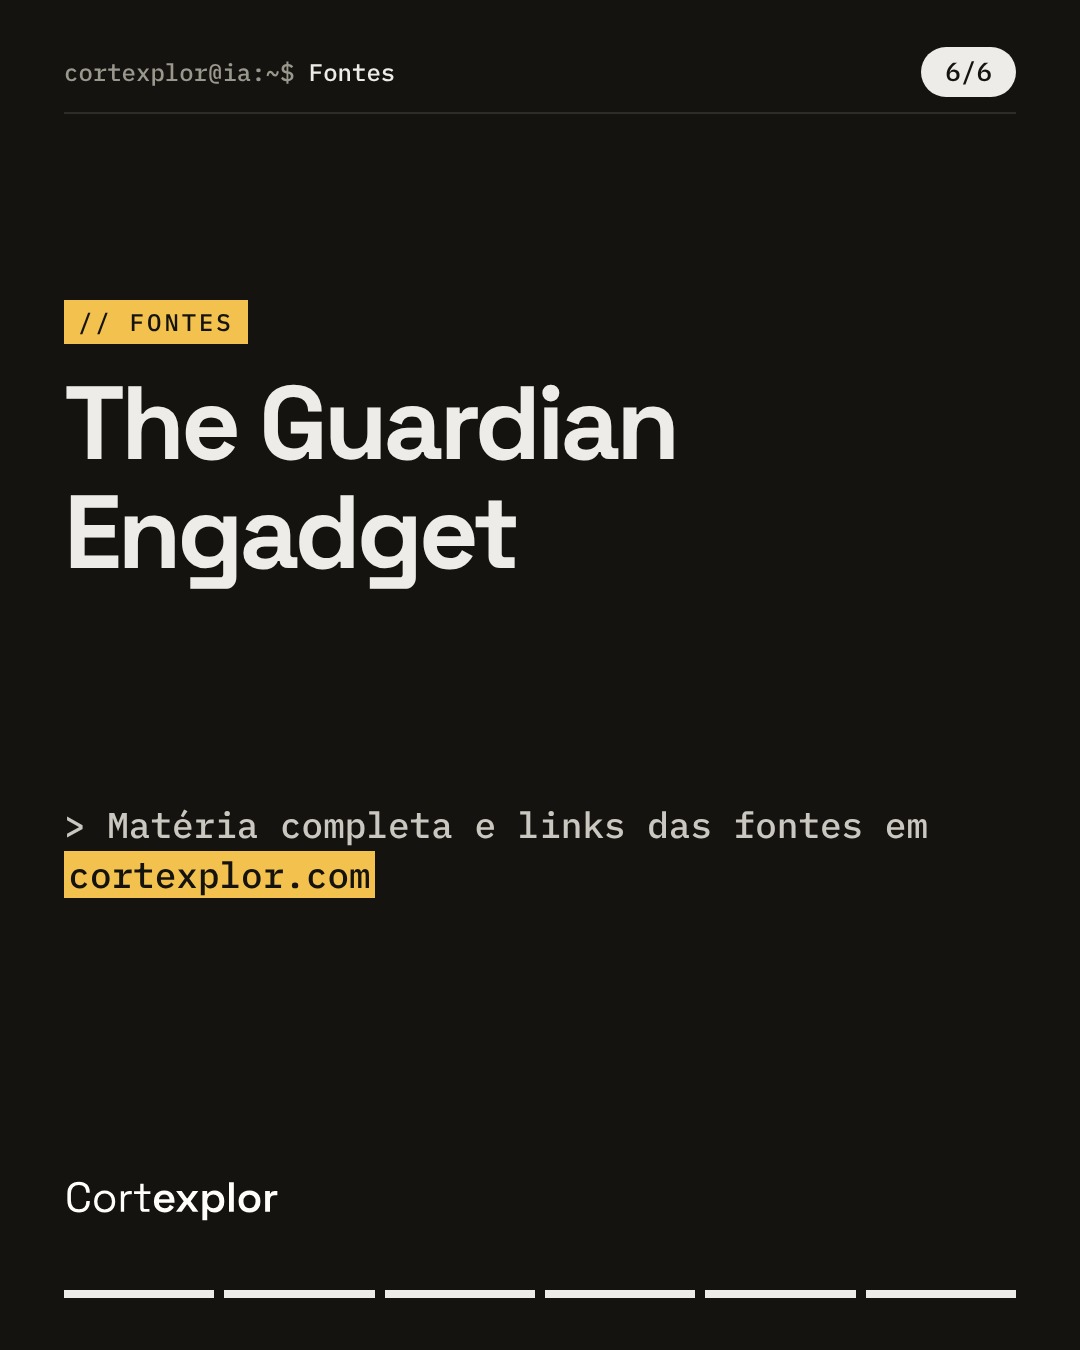 cortexplor@ia:~$ Fontes
6/6
// FONTES
The Guardian
Engadget
> Matéria completa e links das fontes em
cortexplor.com
Cortexplor